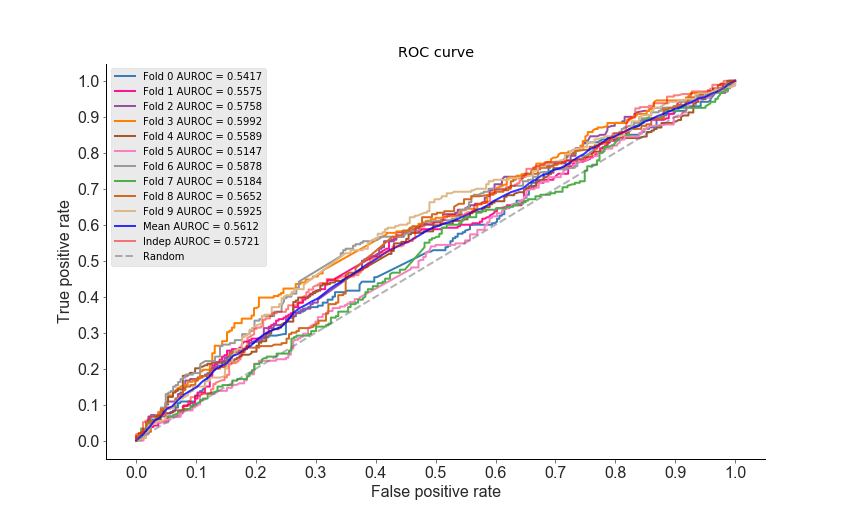 ROC curve
Fold 0 AUROC = 0.5417
Fold 1 AUROC = 0.5575
Fold 2 AUROC = 0.5758
Fold 3 AUROC = 0.5992
Fold 4 AUROC = 0.5589
Fold 5 AUROC = 0.5147
Fold 6 AUROC = 0.5878
Fold 7 AUROC = 0.5184
Fold 8 AUROC = 0.5652
Fold 9 AUROC = 0.5925
Mean AUROC = 0.5612
Indep AUROC = 0.5721
Random
True positive rate
1.0
0.9
0.8
0.7
0.6
0.5
0.4
0.3
0.2
0.1
0.0
0.0 0.1 0.2 0.3 0.4 0.5 0.6 0.7 0.8 0.9 1.0
False positive rate